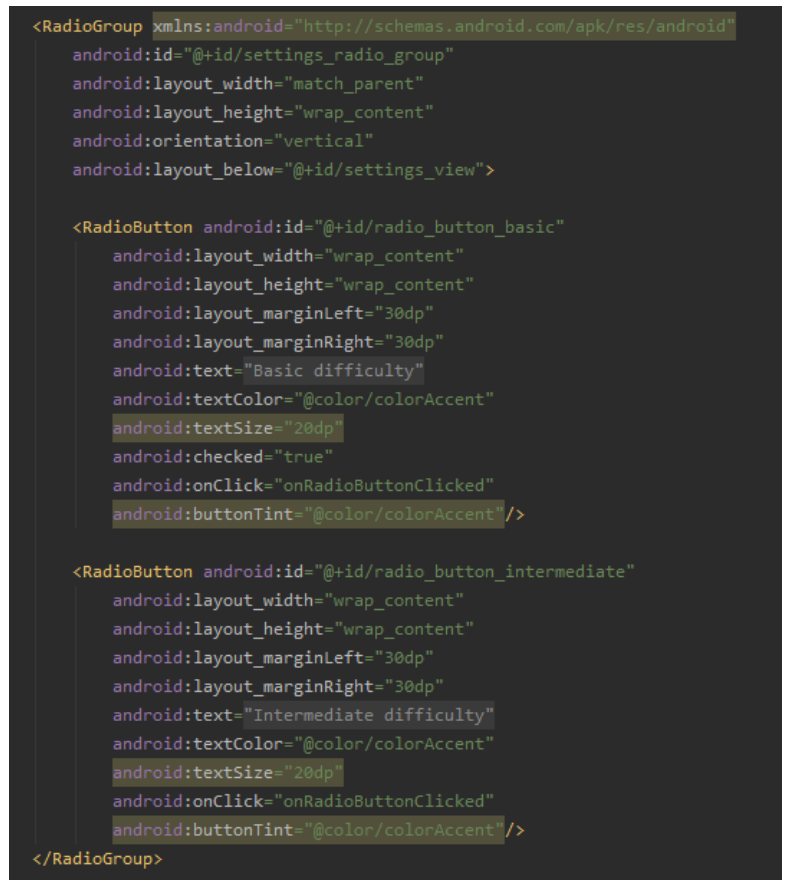 <RadioGroup xmlns:android="http://schemas.android.com/apk/res/android"
    android:id="@+id/settings_radio_group"
    android:layout_width="match_parent"
    android:layout_height="wrap_content"
    android:orientation="vertical"
    android:layout_below="@+id/settings_view">

    <RadioButton android:id="@+id/radio_button_basic"
        android:layout_width="wrap_content"
        android:layout_height="wrap_content"
        android:layout_marginLeft="30dp"
        android:layout_marginRight="30dp"
        android:text="Basic difficulty"
        android:textColor="@color/colorAccent"
        android:textSize="20dp"
        android:checked="true"
        android:onClick="onRadioButtonClicked"
        android:buttonTint="@color/colorAccent"/>

    <RadioButton android:id="@+id/radio_button_intermediate"
        android:layout_width="wrap_content"
        android:layout_height="wrap_content"
        android:layout_marginLeft="30dp"
        android:layout_marginRight="30dp"
        android:text="Intermediate difficulty"
        android:textColor="@color/colorAccent"
        android:textSize="20dp"
        android:onClick="onRadioButtonClicked"
        android:buttonTint="@color/colorAccent"/>
</RadioGroup>